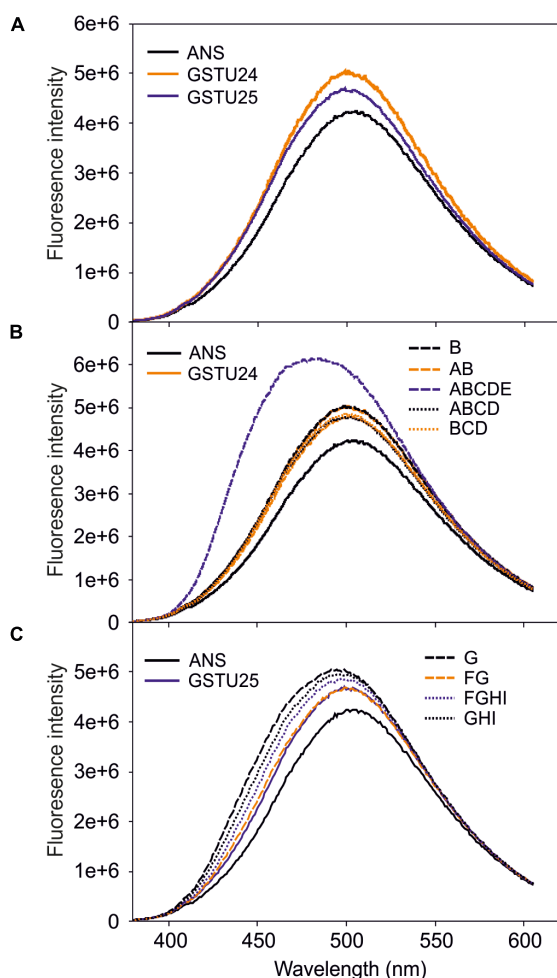 A
6e+6
5e+6
4e+6
3e+6
2e+6
1e+6
0
Fluoresence intensity
ANS
GSTU24
GSTU25
B
6e+6
5e+6
4e+6
3e+6
2e+6
1e+6
0
Fluoresence intensity
ANS
GSTU24
B
AB
ABCDE
ABCD
BCD
C
5e+6
4e+6
3e+6
2e+6
1e+6
0
Fluoresence intensity
ANS
GSTU25
G
FG
FGHI
GHI
400 450 500 550 600
Wavelength (nm)